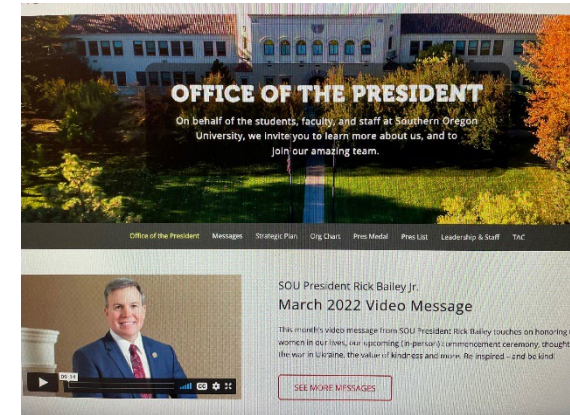 OFFICE OF THE PRESIDENT
On behalf of the students, faculty, and staff at Southern Oregon
University, we invite you to learn more about us, and to
join our amazing team.
Office of the President Messages Strategic Plan Org Chart Pres Medal Pres List Leadership & Staff TAC
SOU President Rick Bailey Jr.
March 2022 Video Message
This month's video message from SOU President Rick Bailey touches on honoring
women in our lives, our upcoming (in-person) commencement ceremony, thought
the war in Ukraine, the value of kindness and more. Be inspired – and be kind!
CC
SEE MORE MESSAGES